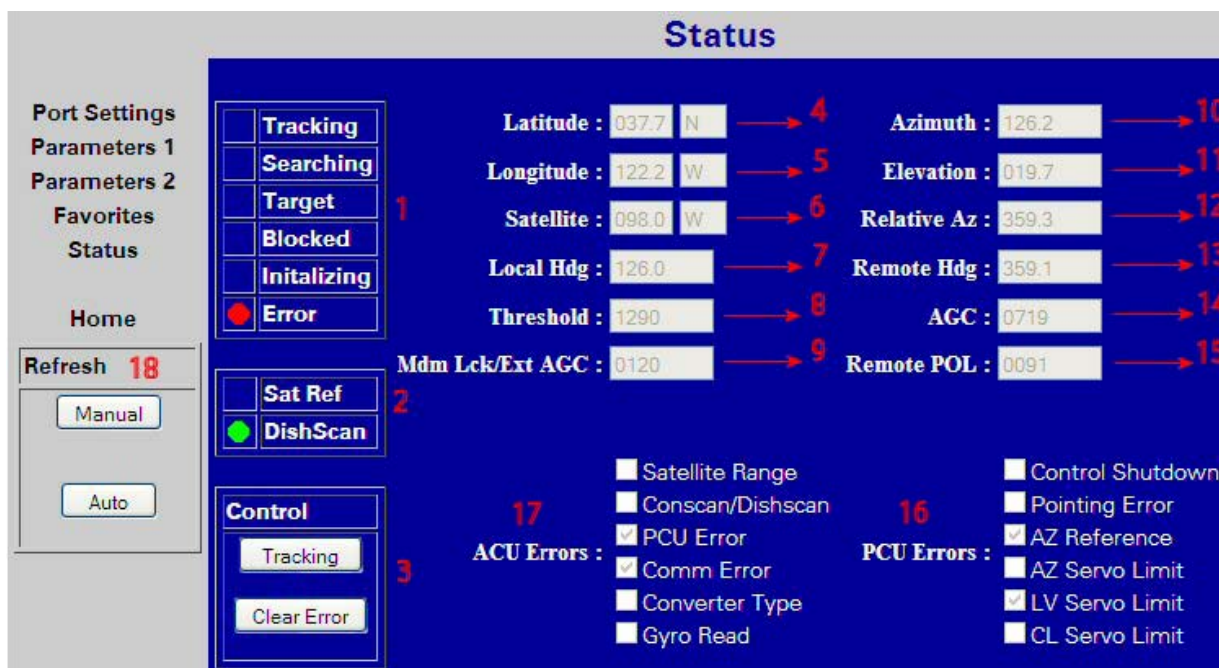 Status
Port Settings
Parameters 1
Parameters 2
Favorites
Status
Home
Refresh 18
Manual
Auto
Tracking
Searching
Target
Blocked
Initalizing
Error
1
Sat Ref
DishScan
2
Control
Tracking
Clear Error
3
Latitude : 037.7 N 4
Longitude : 122.2 W 5
Satellite : 098.0 W 6
Local Hdg : 126.0 7
Threshold : 1290 8
Mdm Lck/Ext AGC : 0120 9
Azimuth : 126.2 10
Elevation : 019.7 11
Relative Az : 359.3 12
Remote Hdg : 359.1 13
AGC : 0719 14
Remote POL : 0091 15
17
ACU Errors :
Satellite Range
Conscan/Dishscan
PCU Error
Comm Error
Converter Type
Gyro Read
16
PCU Errors :
Control Shutdown
Pointing Error
AZ Reference
AZ Servo Limit
LV Servo Limit
CL Servo Limit